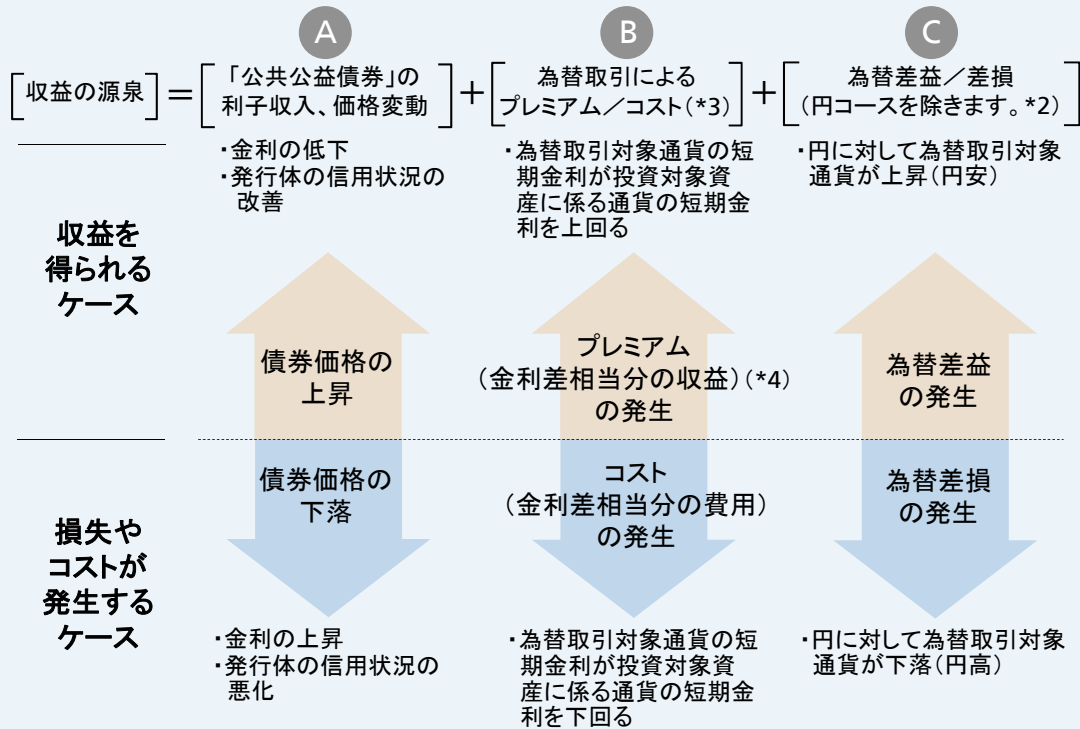 A
B
C
[収益の源泉]=[「公共公益債券」の
利子収入、価格変動]+[為替取引による
プレミアム/コスト(*3)]+[為替差益/差損
(円コースを除きます。*2)]
収益を
得られる
ケース
・金利の低下
・発行体の信用状況の
改善
・為替取引対象通貨の短
期金利が投資対象資
産に係る通貨の短期金
利を上回る
・円に対して為替取引対象
通貨が上昇(円安)
債券価格の
上昇
プレミアム
(金利差相当分の収益)(*4)
の発生
為替差益
の発生
損失や
コストが
発生する
ケース
債券価格の
下落
コスト
(金利差相当分の費用)
の発生
為替差損
の発生
・金利の上昇
・発行体の信用状況の
悪化
・為替取引対象通貨の短
期金利が投資対象資
産に係る通貨の短期金
利を下回る
・円に対して為替取引対象
通貨が下落(円高)